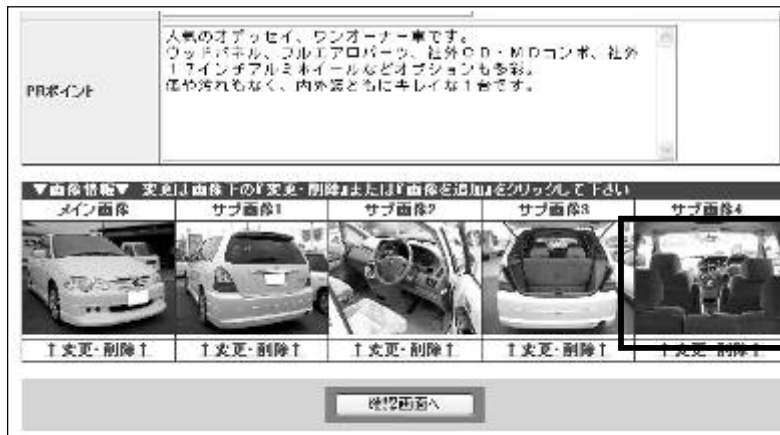 人気のオデッセイ、ワンオーナー車です。
ウッドパネル、フルエアロパーツ、社外CD・MDコンポ、社外
17インチアルミホイールなどオプションも多彩。
傷や汚れもなく、内外装ともにキレイな1台です。
PRポイント
▼画像情報▼ 変更は画像下の『変更・削除』または『画像を追加』をクリックして下さい
メイン画像 サブ画像1 サブ画像2 サブ画像3 サブ画像4
↑変更・削除↑ ↑変更・削除↑ ↑変更・削除↑ ↑変更・削除↑ ↑変更・削除↑
確認画面へ